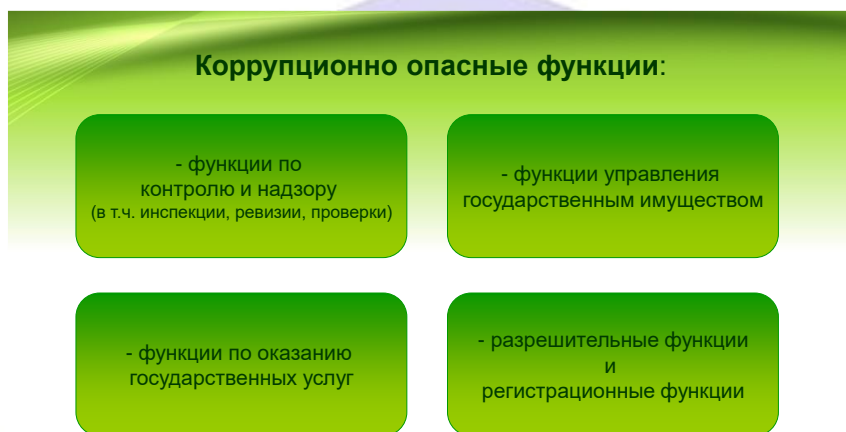 Коррупционно опасные функции:
- функции по
контролю и надзору
(в т.ч. инспекции, ревизии, проверки)
- функции управления
государственным имуществом
- функции по оказанию
государственных услуг
- разрешительные функции
и
регистрационные функции